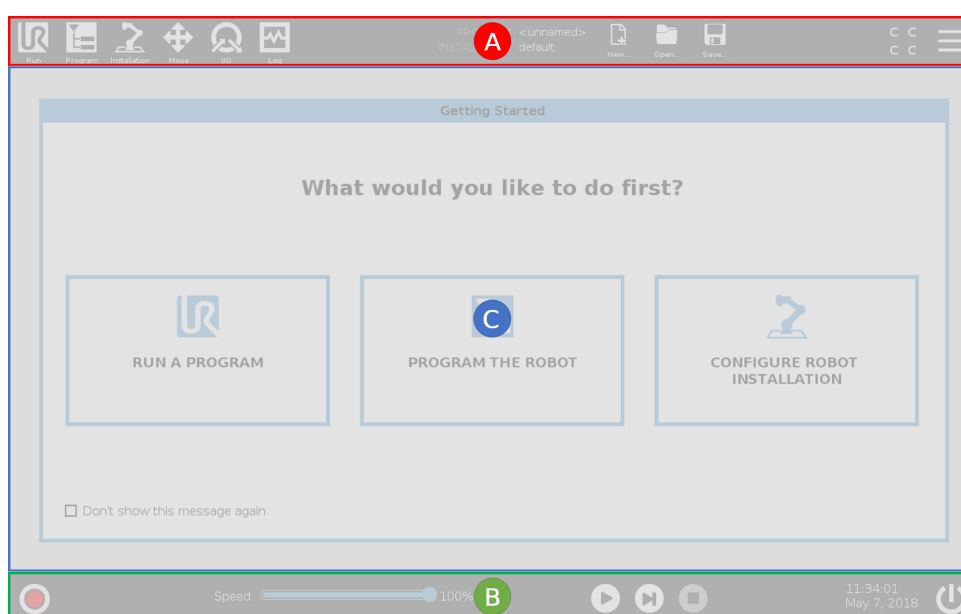 Run Program Installation Move I/O Log
PR A <unnamed>
INSTA default
New... Open... Save...
C C
C C
Getting Started
What would you like to do first?
C
RUN A PROGRAM PROGRAM THE ROBOT CONFIGURE ROBOT
INSTALLATION
Don't show this message again
Speed 100% B 11:34:01
May 7, 2018